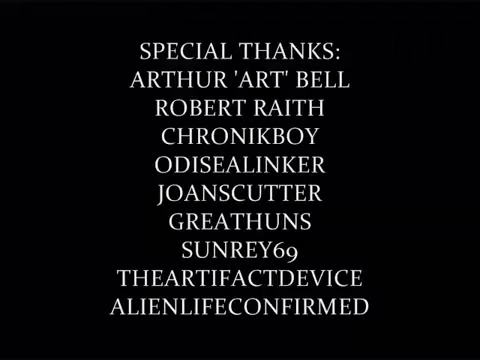 SPECIAL THANKS:
ARTHUR 'ART' BELL
ROBERT RAITH
CHRONIKBOY
ODISEALINKER
JOANSCUTTER
GREATHUNS
SUNREY69
THEARTIFACTDEVICE
ALIENLIFECONFIRMED